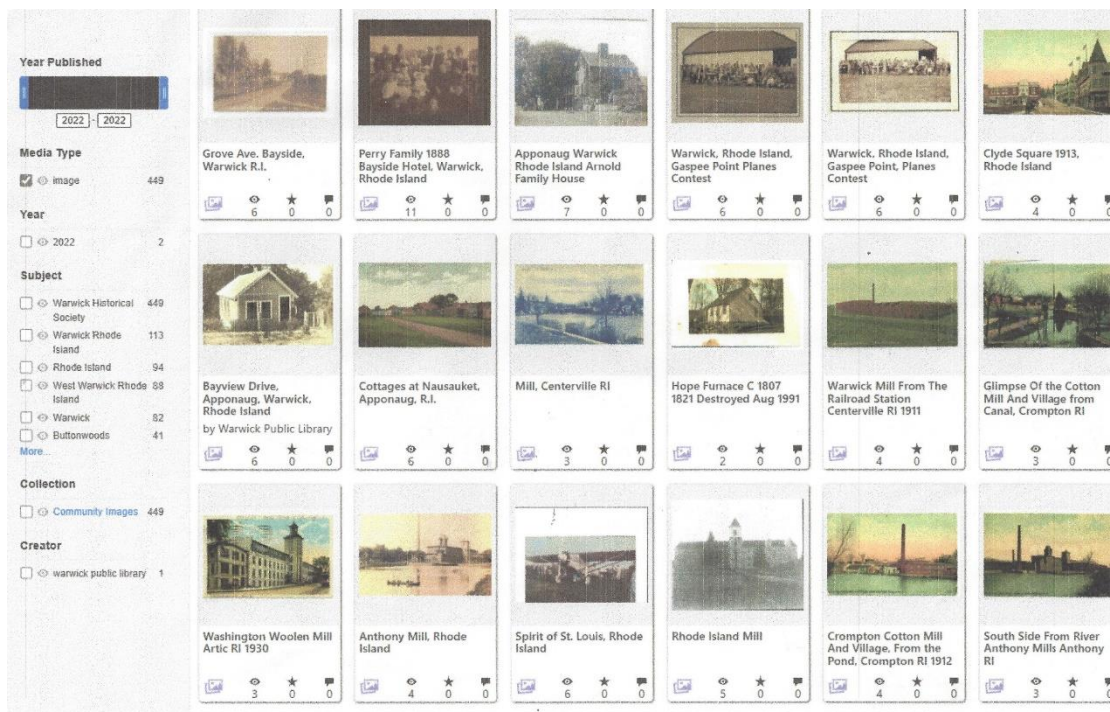 Year Published
2022 - 2022
Media Type
image 449
Year
2022 2
Subject
Warwick Historical 449
Society
Warwick Rhode 113
Island
Rhode Island 94
West Warwick Rhode 88
Island
Warwick 82
Buttonwoods 41
More...
Collection
Community Images 449
Creator
warwick public library 1
Grove Ave. Bayside,
Warwick R.I.
6 0 0
Perry Family 1888
Bayside Hotel, Warwick,
Rhode Island
11 0 0
Apponaug Warwick
Rhode Island Arnold
Family House
7 0 0
Warwick, Rhode Island,
Gaspee Point Planes
Contest
6 0 0
Warwick, Rhode Island,
Gaspee Point, Planes
Contest
6 0 0
Clyde Square 1913,
Rhode Island
4 0 0
Bayview Drive,
Apponaug, Warwick,
Rhode Island
by Warwick Public Library
6 0 0
Cottages at Nausauket,
Apponaug, R.I.
6 0 0
Mill, Centerville RI
3 0 0
Hope Furnace C 1807
1821 Destroyed Aug 1991
2 0 0
Warwick Mill From The
Railroad Station
Centerville RI 1911
4 0 0
Glimpse Of the Cotton
Mill And Village from
Canal, Crompton RI
3 0 0
Washington Woolen Mill
Artic RI 1930
3 0 0
Anthony Mill, Rhode
Island
4 0 0
Spirit of St. Louis, Rhode
Island
6 0 0
Rhode Island Mill
5 0 0
Crompton Cotton Mill
And Village, From the
Pond, Crompton RI 1912
4 0 0
South Side From River
Anthony Mills Anthony
RI
3 0 0